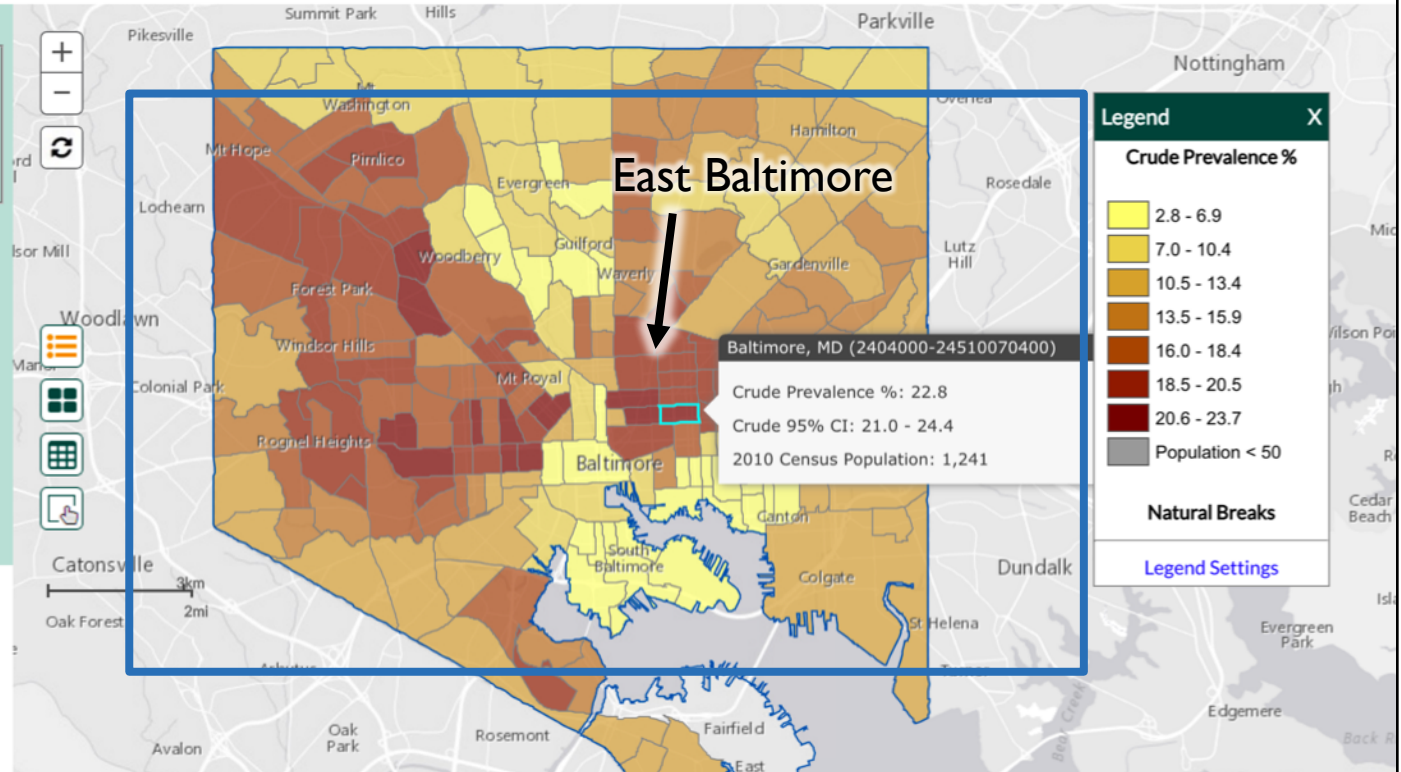 Summit Park
Hills
Parkville
Pikesville
Nottingham
Mt
Washington
Overlea
Legend X
Crude Prevalence %
2.8 - 6.9
7.0 - 10.4
10.5 - 13.4
13.5 - 15.9
16.0 - 18.4
18.5 - 20.5
20.6 - 23.7
Population < 50
Natural Breaks
Legend Settings
Hamilton
Mt Hope
Pimlico
East Baltimore
Evergreen
Rosedale
Lochearn
Guilford
Lutz
Hill
Woodberry
Waverly
Gardenville
Forest Park
Woodlawn
Windsor Hills
Baltimore, MD (2404000-24510070400)
Crude Prevalence %: 22.8
Crude 95% CI: 21.0 - 24.4
2010 Census Population: 1,241
Colonial Park
Mt Royal
Rognel Heights
Baltimore
Canton
Cedar
Beach
Catonsville
South
Baltimore
Colgate
Dundalk
3km
2mi
Oak Forest
St Helena
Evergreen
Park
Edgemere
Bear Creek
Oak
Park
Rosemont
Fairfield
Avalon
East
+
−